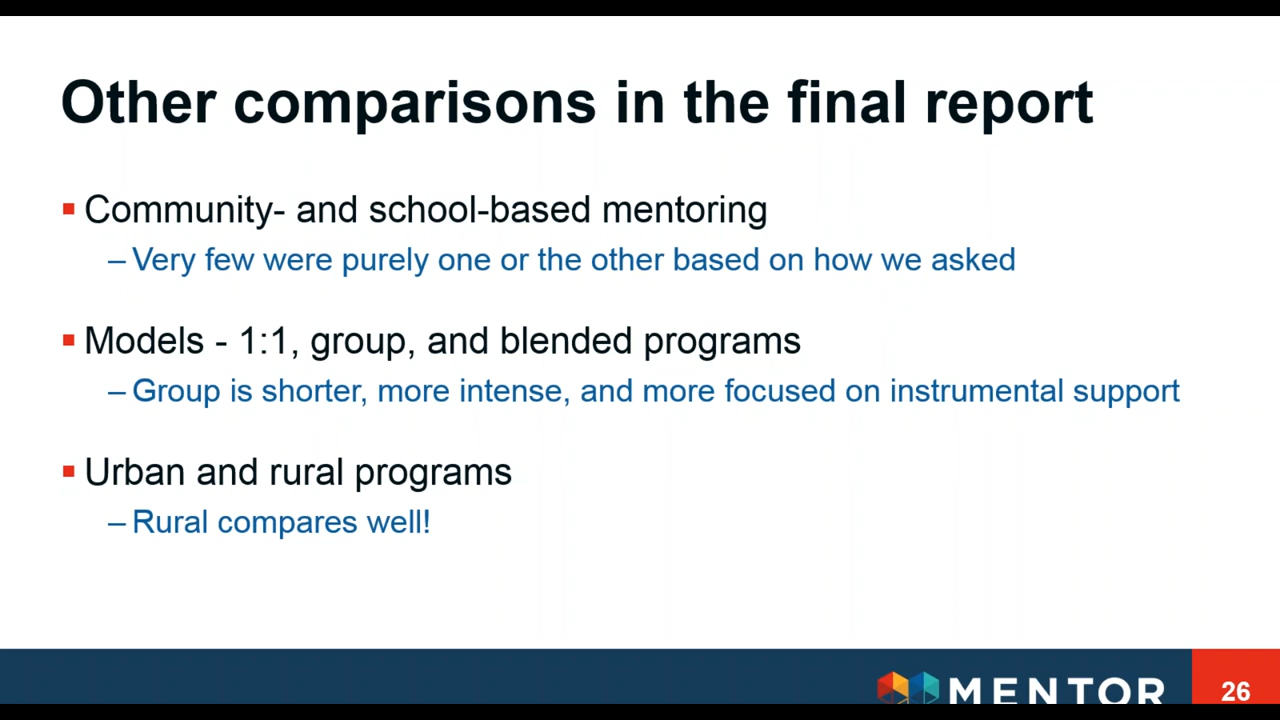 Other comparisons in the final report
Community- and school-based mentoring
– Very few were purely one or the other based on how we asked
Models - 1:1, group, and blended programs
– Group is shorter, more intense, and more focused on instrumental support
Urban and rural programs
– Rural compares well!
MENTOR
26